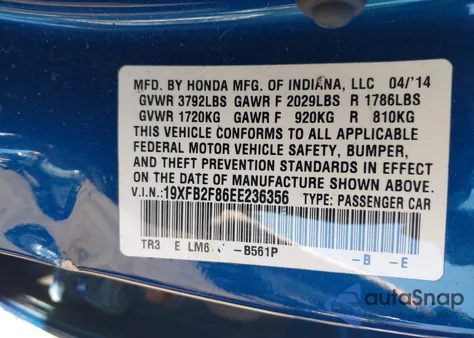 MFD. BY HONDA MFG. OF INDIANA, LLC 04/'14
GVWR 3792LBS GAWR F 2029LBS R 1786LBS
GVWR 1720KG GAWR F 920KG R 810KG
THIS VEHICLE CONFORMS TO ALL APPLICABLE
FEDERAL MOTOR VEHICLE SAFETY, BUMPER,
AND THEFT PREVENTION STANDARDS IN EFFECT
ON THE DATE OF MANUFACTURE SHOWN ABOVE.
V.I.N.:19XFB2F86EE236356 TYPE: PASSENGER CAR
TR3 E LM6 -B561P -B -E
autaSnap